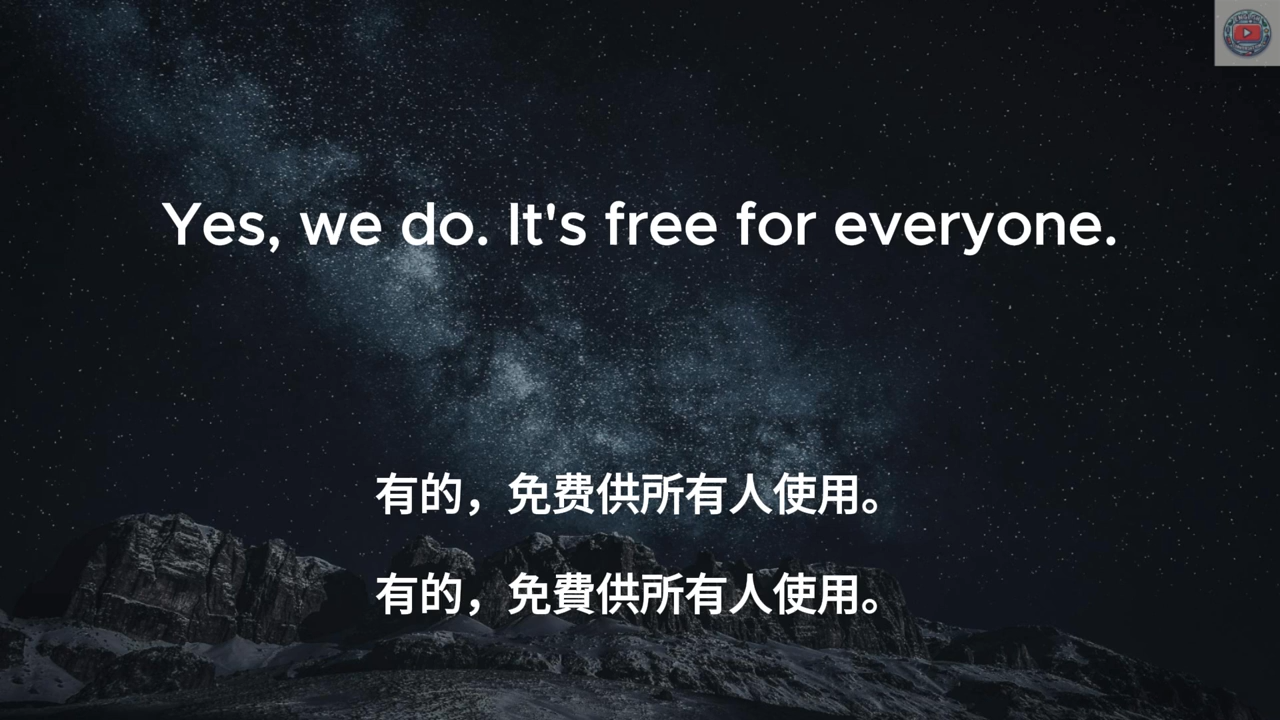 Yes, we do. It's free for everyone.
有的，免费供所有人使用。
有的，免費供所有人使用。